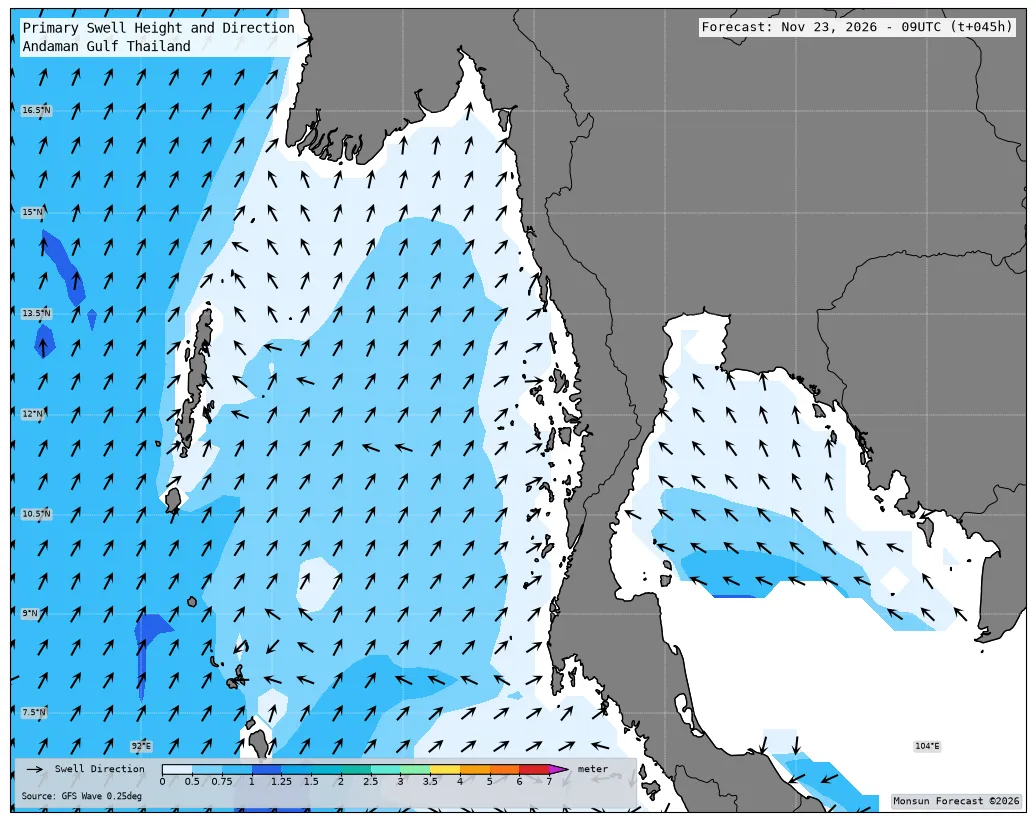 Primary Swell Height and Direction
Andaman Gulf Thailand
Forecast: Nov 23, 2026 - 09UTC (t+045h)
16.5°N
15°N
13.5°N
12°N
10.5°N
9°N
7.5°N
92°E
104°E
Swell Direction
0 0.5 0.75 1 1.25 1.5 2 2.5 3 3.5 4 5 6 7
meter
Source: GFS Wave 0.25deg
Monsun Forecast ©2026